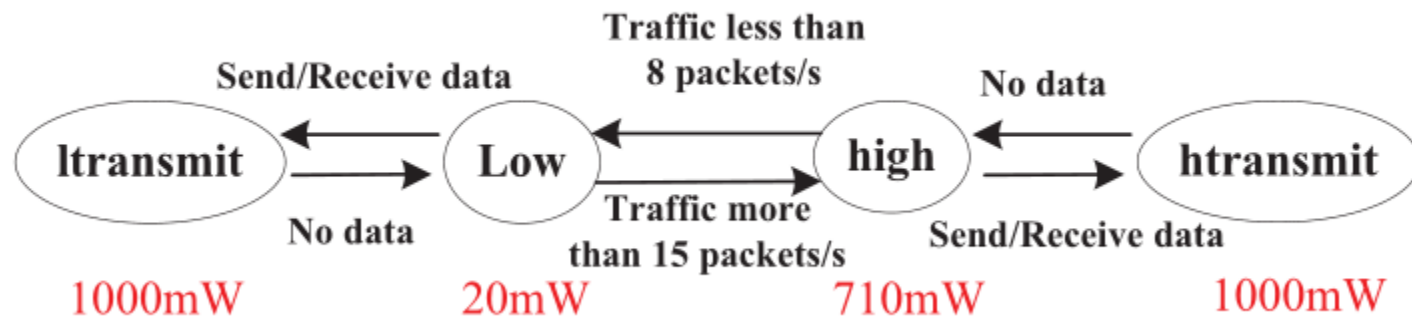 Traffic less than
8 packets/s
Send/Receive data
No data
ltransmit
Low
high
htransmit
No data
Traffic more
than 15 packets/s
Send/Receive data
1000mW
20mW
710mW
1000mW